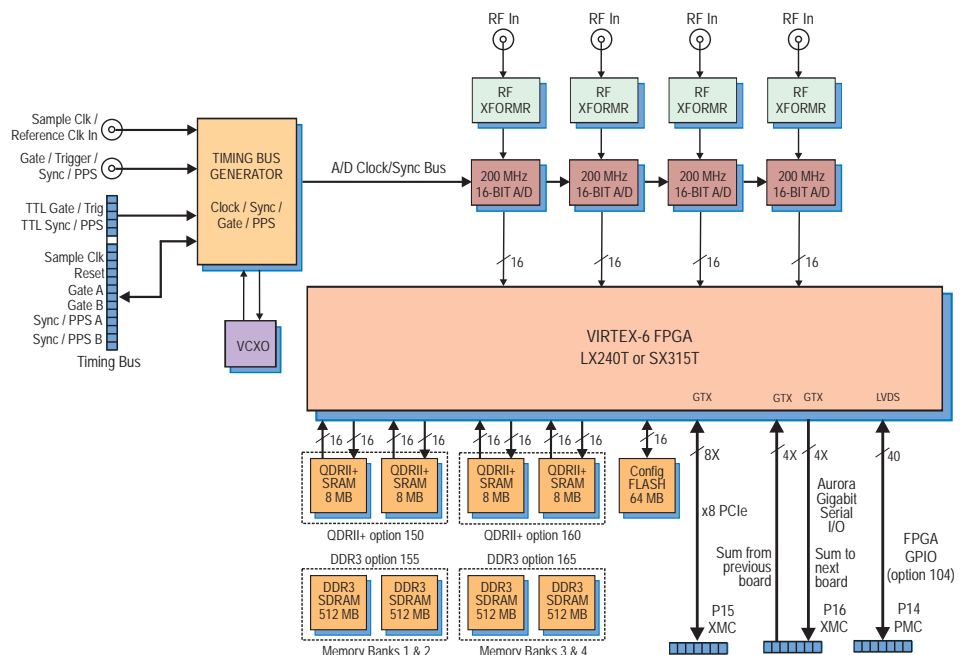 RF In
RF In
RF In
RF In
RF
XFORMR
RF
XFORMR
RF
XFORMR
RF
XFORMR
Sample Clk /
Reference Clk In
Gate / Trigger /
Sync / PPS
TTL Gate / Trig
TTL Sync / PPS
Sample Clk
Reset
Gate A
Gate B
Sync / PPS A
Sync / PPS B
Timing Bus
TIMING BUS
GENERATOR
Clock / Sync /
Gate / PPS
VCXO
A/D Clock/Sync Bus
200 MHz
16-BIT A/D
200 MHz
16-BIT A/D
200 MHz
16-BIT A/D
200 MHz
16-BIT A/D
16
16
16
16
VIRTEX-6 FPGA
LX240T or SX315T
GTX
GTX
GTX
LVDS
16
16
16
16
16
16
16
16
16
8X
4X
4X
40
QDRII+
SRAM
8 MB
QDRII+
SRAM
8 MB
QDRII+
SRAM
8 MB
QDRII+
SRAM
8 MB
Config
FLASH
64 MB
QDRII+ option 150
QDRII+ option 160
DDR3 option 155
DDR3 option 165
DDR3
SDRAM
512 MB
DDR3
SDRAM
512 MB
DDR3
SDRAM
512 MB
DDR3
SDRAM
512 MB
Memory Banks 1 & 2
Memory Banks 3 & 4
x8 PCIe
Aurora
Gigabit
Serial
I/O
Sum from
previous
board
Sum to
next
board
FPGA
GPIO
(option 104)
P15
XMC
P16
XMC
P14
PMC